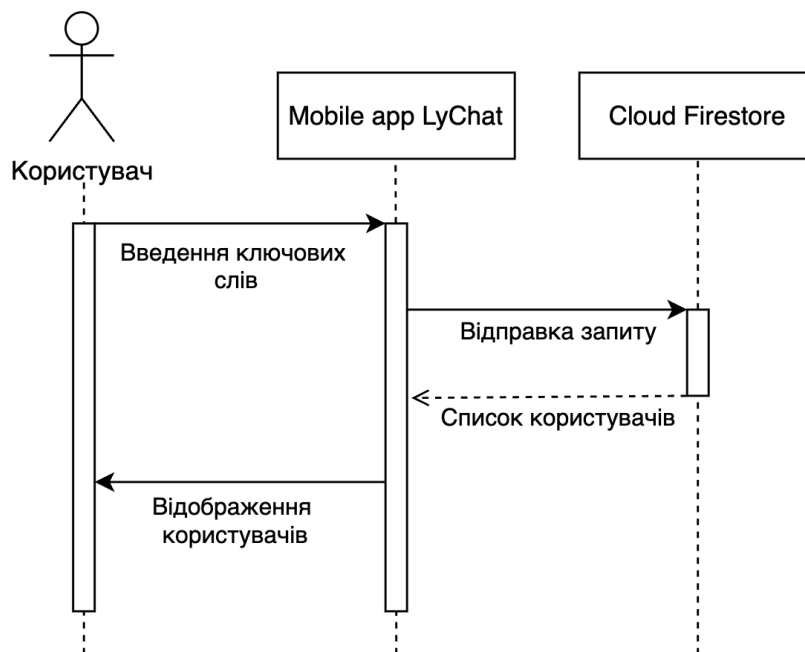 Mobile app LyChat
Cloud Firestore
Користувач
Введення ключових
слів
Відправка запиту
Список користувачів
Відображення
користувачів